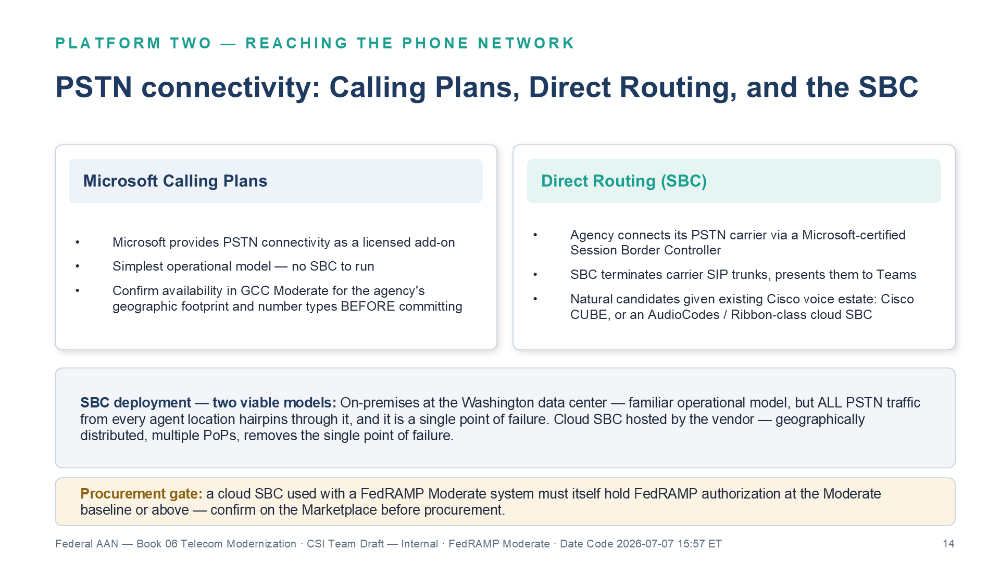 PLATFORM TWO — REACHING THE PHONE NETWORK
PSTN connectivity: Calling Plans, Direct Routing, and the SBC
Microsoft Calling Plans
• Microsoft provides PSTN connectivity as a licensed add-on
• Simplest operational model — no SBC to run
• Confirm availability in GCC Moderate for the agency's
geographic footprint and number types BEFORE committing
Direct Routing (SBC)
• Agency connects its PSTN carrier via a Microsoft-certified
Session Border Controller
• SBC terminates carrier SIP trunks, presents them to Teams
• Natural candidates given existing Cisco voice estate: Cisco
CUBE, or an AudioCodes / Ribbon-class cloud SBC
SBC deployment — two viable models: On-premises at the Washington data center — familiar operational model, but ALL PSTN traffic
from every agent location hairpins through it, and it is a single point of failure. Cloud SBC hosted by the vendor — geographically
distributed, multiple PoPs, removes the single point of failure.
Procurement gate: a cloud SBC used with a FedRAMP Moderate system must itself hold FedRAMP authorization at the Moderate
baseline or above — confirm on the Marketplace before procurement.
Federal AAN — Book 06 Telecom Modernization · CSI Team Draft — Internal · FedRAMP Moderate · Date Code 2026-07-07 15:57 ET
14